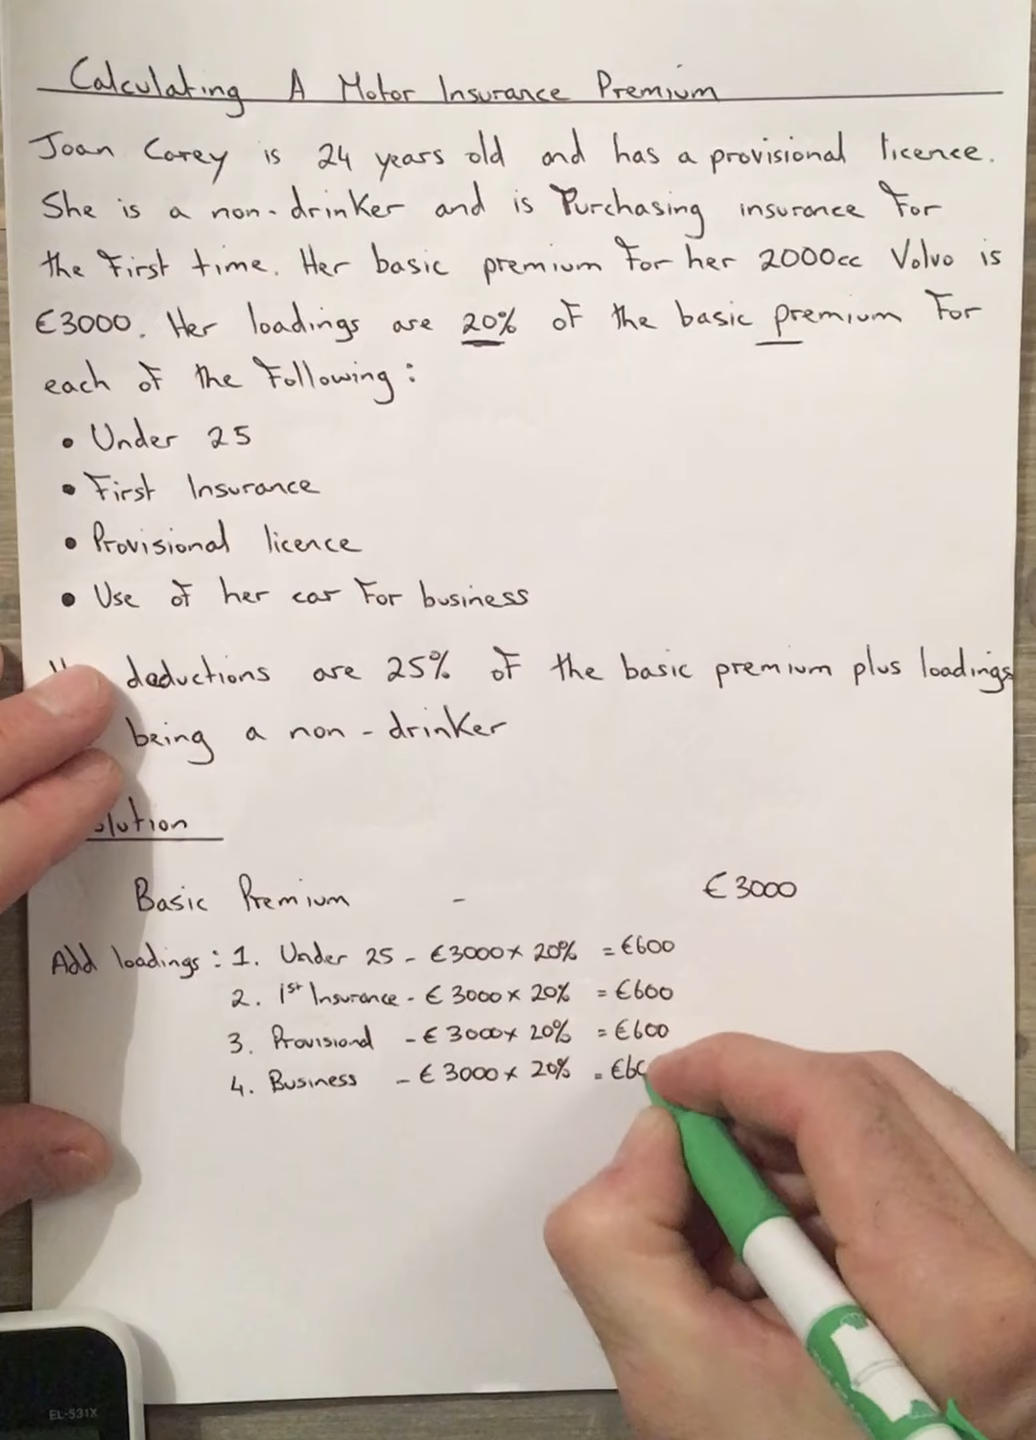 Calculating A Motor Insurance Premium
Joan Carey is 24 years old and has a provisional licence.
She is a non-drinker and is Purchasing insurance For
the First time. Her basic premium For her 2000cc Volvo is
€3000. Her loadings are 20% of the basic premium For
each of the Following:
• Under 25
• First Insurance
• Provisional licence
• Use of her car For business
deductions are 25% of the basic premium plus loadings
being a non-drinker
olution
Basic Premium - €3000
Add loadings: 1. Under 25 - €3000 x 20% = €600
2. 1st Insurance - €3000 x 20% = €600
3. Provisional - €3000 x 20% = €600
4. Business - €3000 x 20% = €60
EL-531X